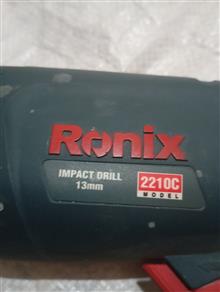 Ronix
IMPACT DRILL
13mm
2210C
MODEL